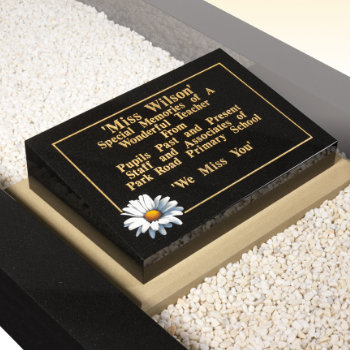 'Miss Wilson'
Special Memories of A
Wonderful Teacher
From
Pupils Past and Present
Staff and Associates of
Park Road Primary School
'We Miss You'